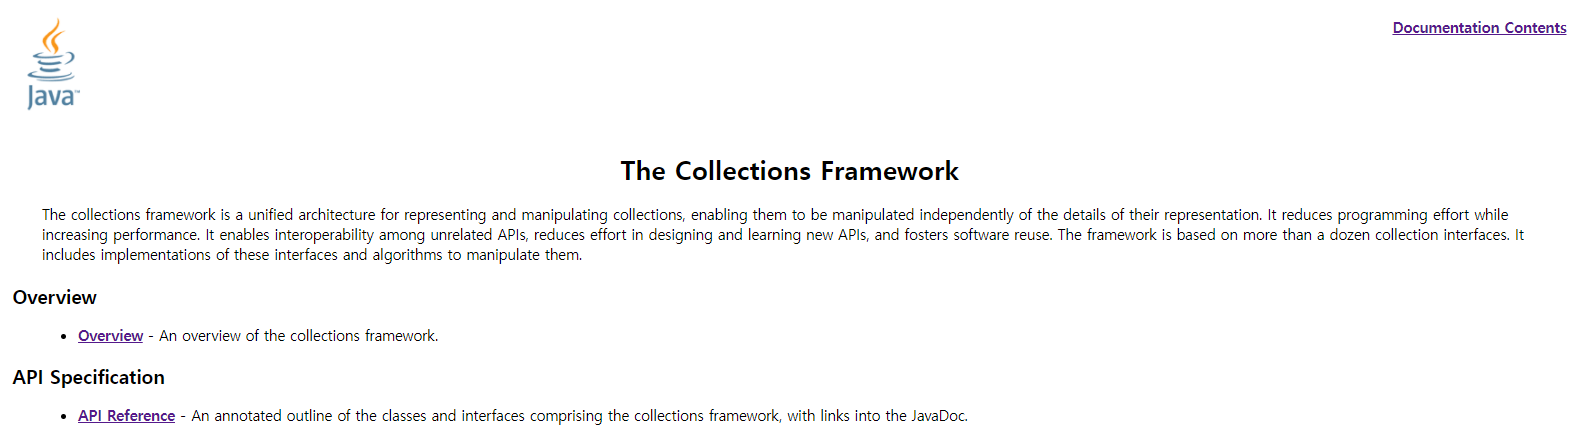 Java™
Documentation Contents
The Collections Framework
The collections framework is a unified architecture for representing and manipulating collections, enabling them to be manipulated independently of the details of their representation. It reduces programming effort while
increasing performance. It enables interoperability among unrelated APIs, reduces effort in designing and learning new APIs, and fosters software reuse. The framework is based on more than a dozen collection interfaces. It
includes implementations of these interfaces and algorithms to manipulate them.
Overview
• Overview - An overview of the collections framework.
API Specification
• API Reference - An annotated outline of the classes and interfaces comprising the collections framework, with links into the JavaDoc.